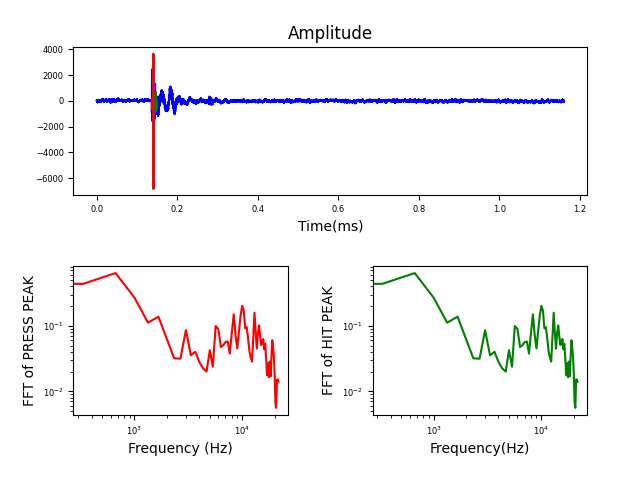 Amplitude
4000
2000
0
−2000
−4000
−6000
0.0 0.2 0.4 0.6 0.8 1.0 1.2
Time(ms)
FFT of PRESS PEAK
10⁻¹
10⁻²
10³ 10⁴
Frequency (Hz)
FFT of HIT PEAK
10⁻¹
10⁻²
10³ 10⁴
Frequency(Hz)